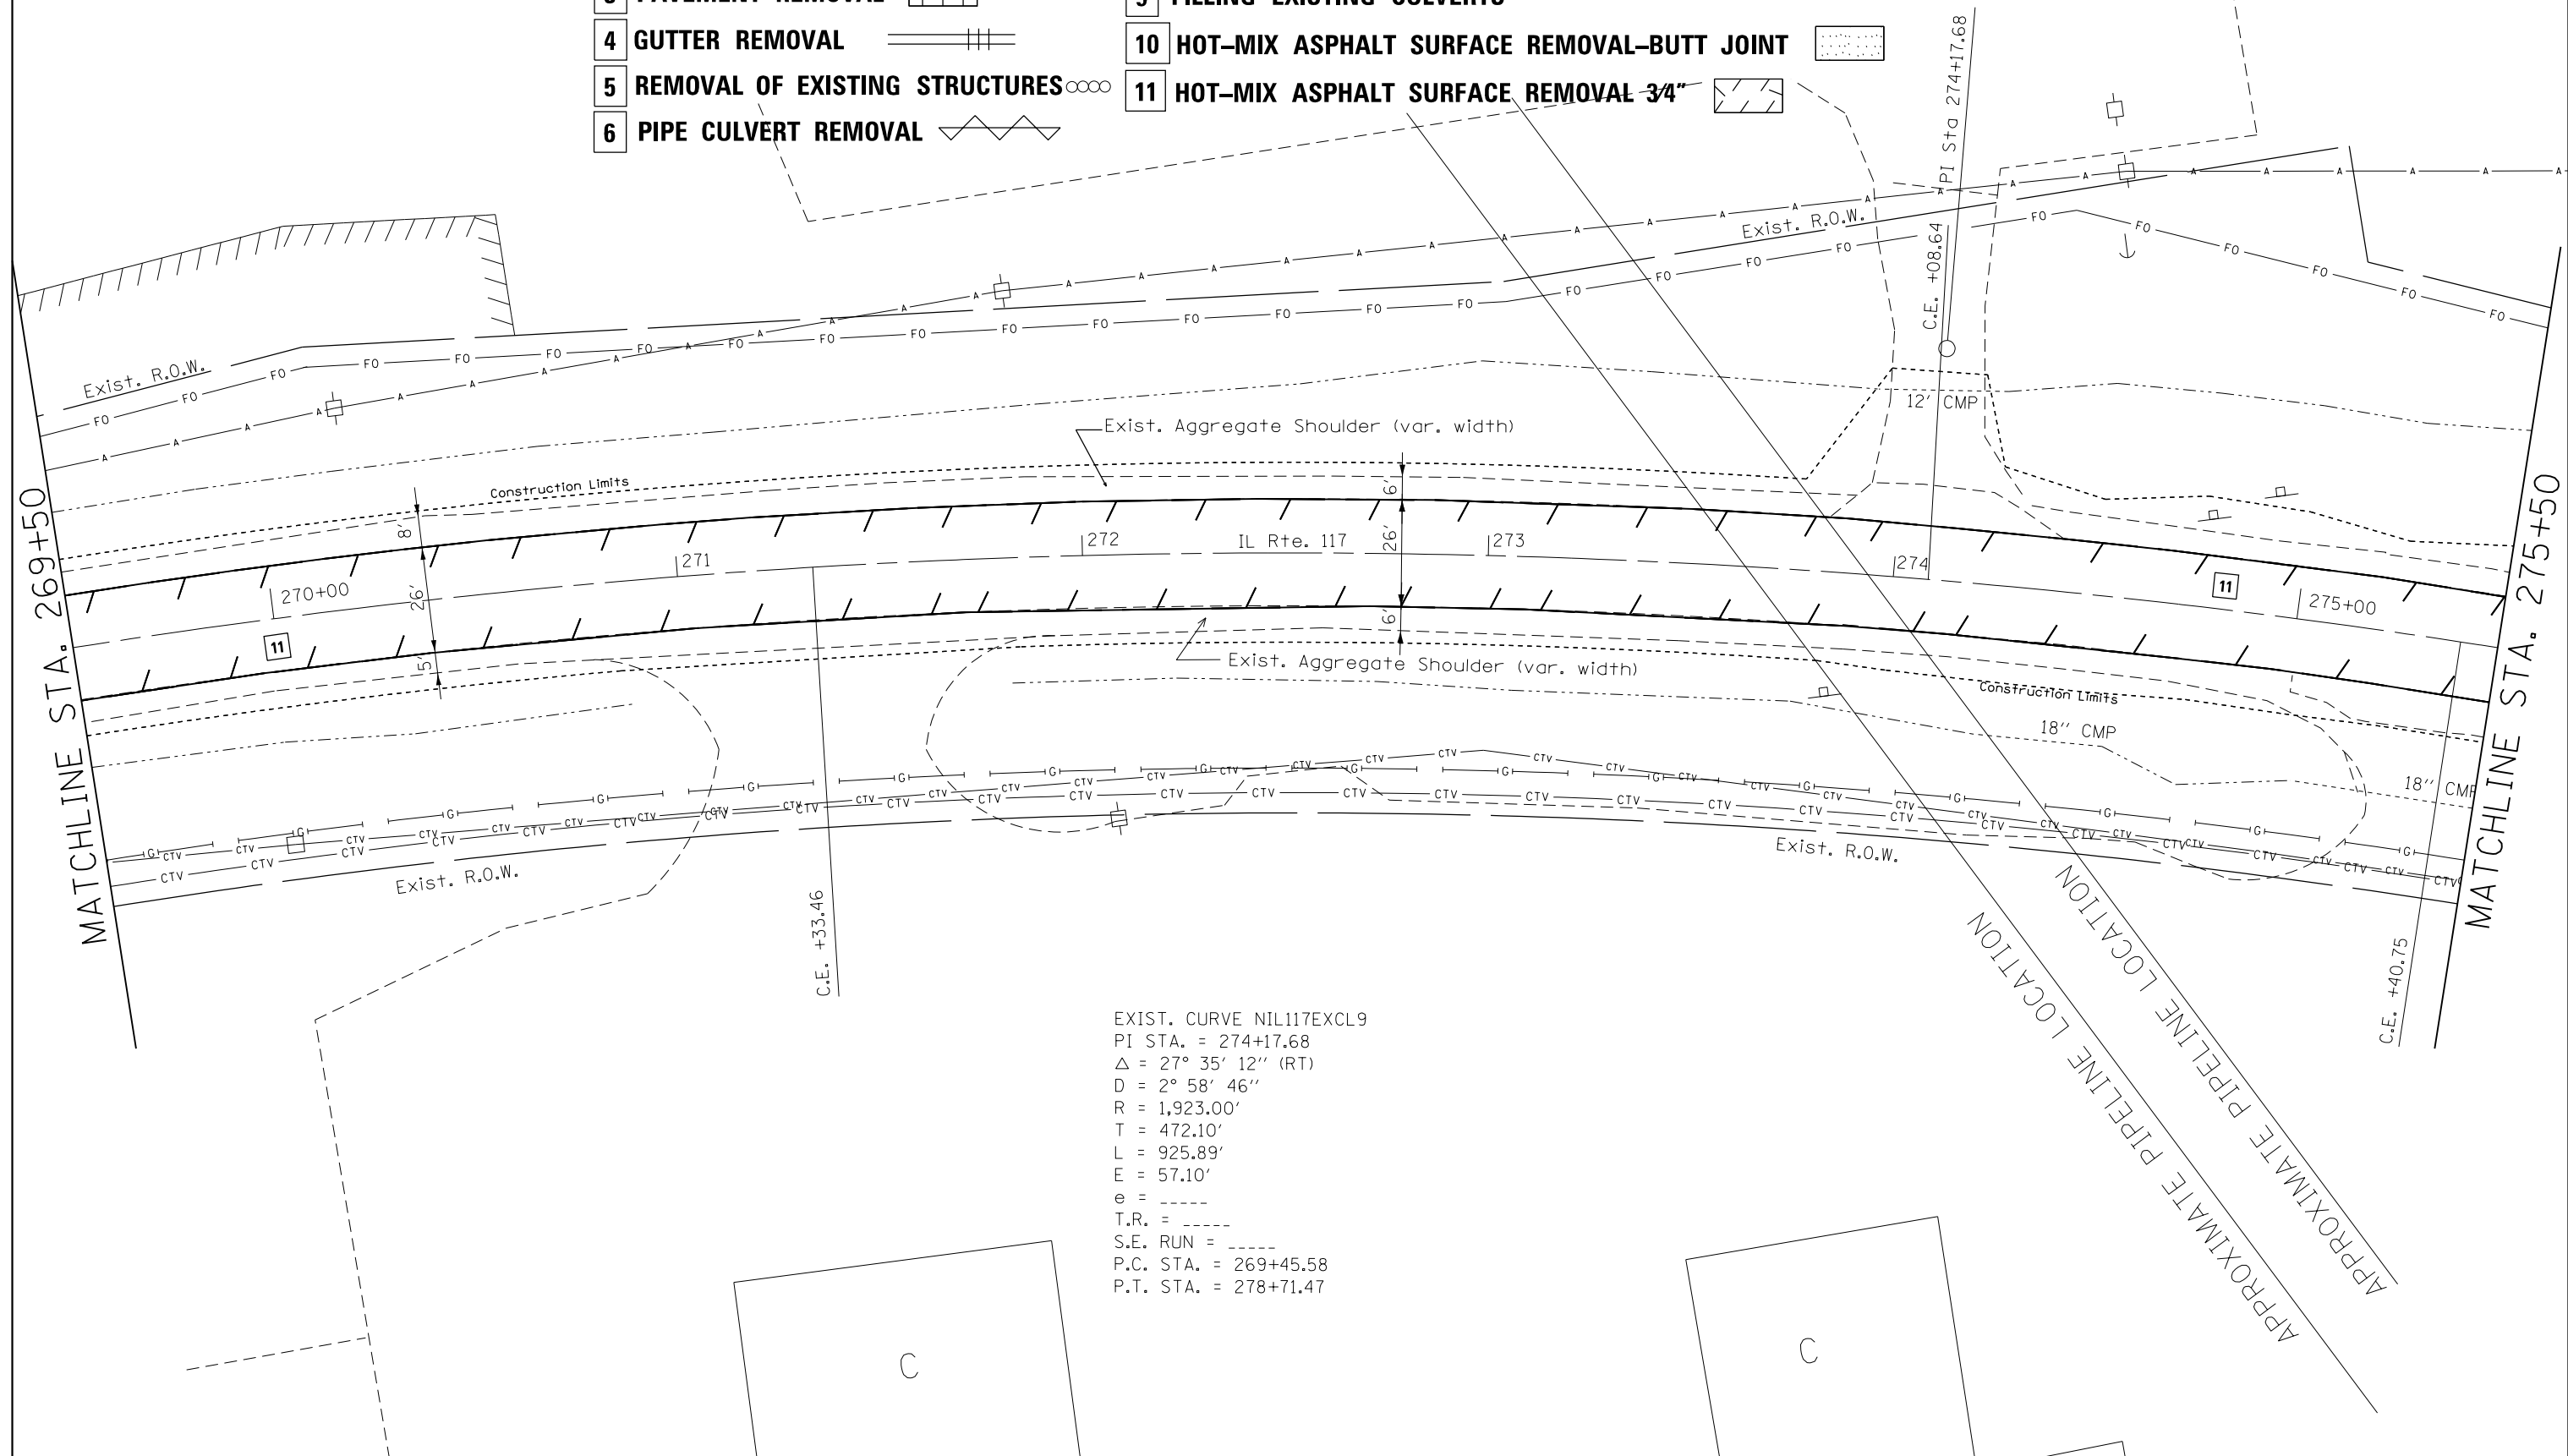 4 GUTTER REMOVAL
5 REMOVAL OF EXISTING STRUCTURES
6 PIPE CULVERT REMOVAL
10 HOT-MIX ASPHALT SURFACE REMOVAL-BUTT JOINT
11 HOT-MIX ASPHALT SURFACE REMOVAL 3/4"
PI Sta 274+17.68
C.E. +08.64
Exist. R.O.W.
Exist. R.O.W.
12' CMP
Exist. Aggregate Shoulder (var. width)
Construction Limits
MATCHLINE STA. 269+50
MATCHLINE STA. 275+50
8'
26'
5'
6'
26'
6'
270+00
271
272
IL Rte. 117
273
274
275+00
11
11
Exist. Aggregate Shoulder (var. width)
Construction Limits
18'' CMP
18'' CMP
Exist. R.O.W.
Exist. R.O.W.
C.E. +33.46
C.E. +40.75
APPROXIMATE PIPELINE LOCATION
APPROXIMATE PIPELINE LOCATION
EXIST. CURVE NIL117EXCL9
PI STA. = 274+17.68
Δ = 27° 35' 12'' (RT)
D = 2° 58' 46''
R = 1,923.00'
T = 472.10'
L = 925.89'
E = 57.10'
e = _____
T.R. = _____
S.E. RUN = _____
P.C. STA. = 269+45.58
P.T. STA. = 278+71.47
C
C